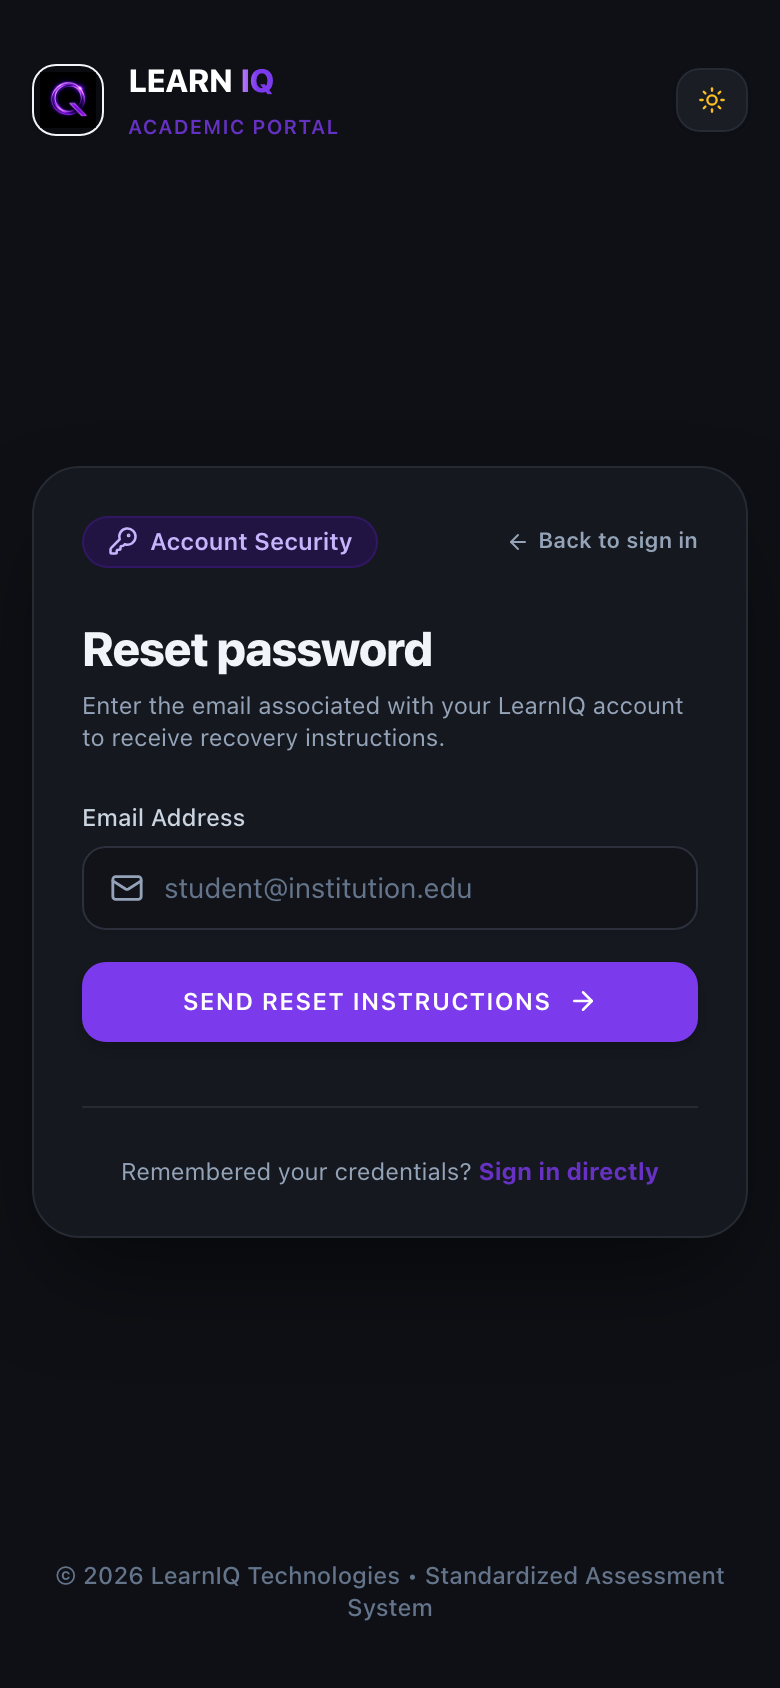 LEARN IQ
ACADEMIC PORTAL
Account Security
Back to sign in
Reset password
Enter the email associated with your LearnIQ account
to receive recovery instructions.
Email Address
student@institution.edu
SEND RESET INSTRUCTIONS
Remembered your credentials? Sign in directly
© 2026 LearnIQ Technologies • Standardized Assessment
System